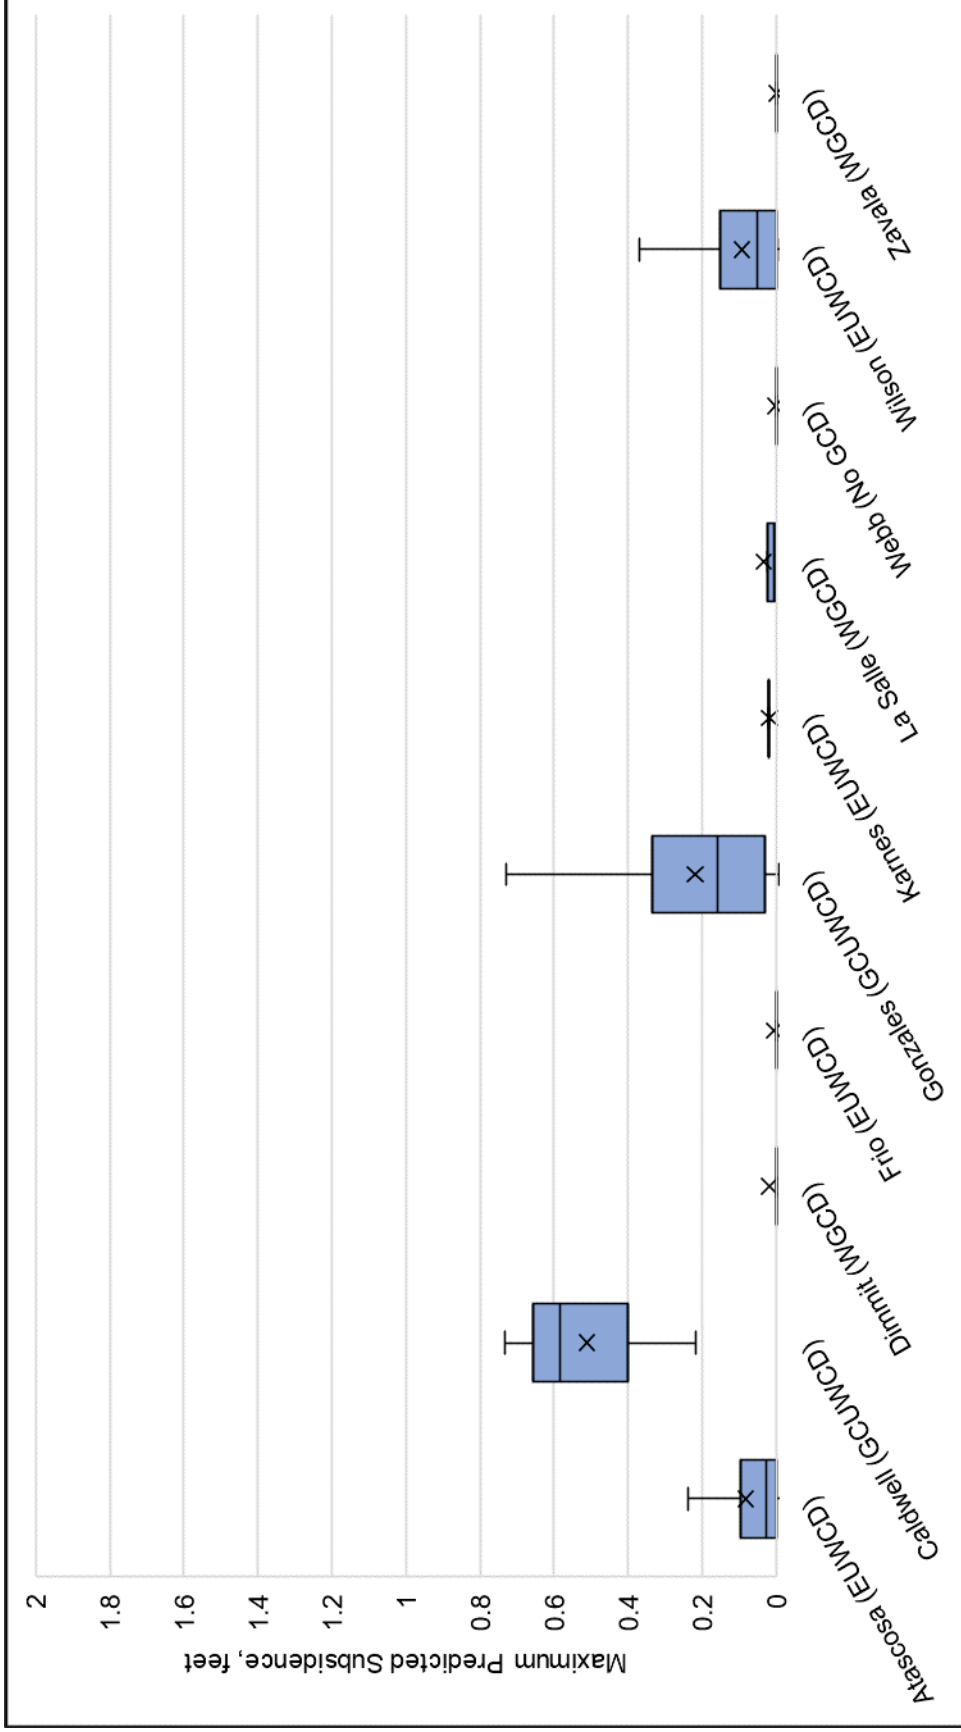 Maximum Predicted Subsidence, feet
2
1.8
1.6
1.4
1.2
1
0.8
0.6
0.4
0.2
0
Atascosa (EUWCD)
Caldwell (GCUWCD)
Dimmit (WGCD)
Frio (EUWCD)
Gonzales (GCUWCD)
Karnes (EUWCD)
La Salle (WGCD)
Webb (No GCD)
Wilson (EUWCD)
Zavala (WGCD)